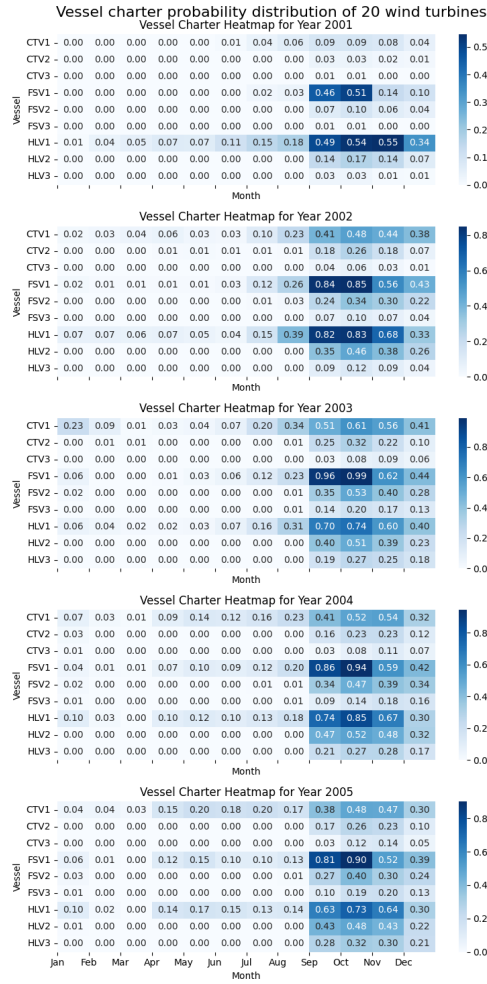 Vessel charter probability distribution of 20 wind turbines
Vessel Charter Heatmap for Year 2001
CTV1 0.00 0.00 0.00 0.00 0.00 0.01 0.04 0.06 0.09 0.09 0.08 0.04
CTV2 0.00 0.00 0.00 0.00 0.00 0.00 0.00 0.00 0.03 0.03 0.02 0.01
CTV3 0.00 0.00 0.00 0.00 0.00 0.00 0.00 0.00 0.01 0.01 0.00 0.00
FSV1 0.00 0.00 0.00 0.00 0.00 0.00 0.02 0.03 0.46 0.51 0.14 0.10
FSV2 0.00 0.00 0.00 0.00 0.00 0.00 0.00 0.00 0.07 0.10 0.06 0.04
FSV3 0.00 0.00 0.00 0.00 0.00 0.00 0.00 0.00 0.01 0.01 0.00 0.00
HLV1 0.01 0.04 0.05 0.07 0.07 0.11 0.15 0.18 0.49 0.54 0.55 0.34
HLV2 0.00 0.00 0.00 0.00 0.00 0.00 0.00 0.00 0.14 0.17 0.14 0.07
HLV3 0.00 0.00 0.00 0.00 0.00 0.00 0.00 0.00 0.03 0.03 0.03 0.01
Vessel
Month
0.5
0.4
0.3
0.2
0.1
0.0
Vessel Charter Heatmap for Year 2002
CTV1 0.02 0.03 0.04 0.06 0.03 0.03 0.10 0.23 0.41 0.48 0.44 0.38
CTV2 0.00 0.00 0.00 0.01 0.01 0.01 0.01 0.01 0.18 0.26 0.18 0.07
CTV3 0.00 0.00 0.00 0.00 0.00 0.00 0.00 0.00 0.04 0.06 0.03 0.01
FSV1 0.02 0.01 0.01 0.01 0.01 0.03 0.12 0.26 0.84 0.85 0.56 0.43
FSV2 0.00 0.00 0.00 0.00 0.00 0.00 0.01 0.03 0.24 0.34 0.30 0.22
FSV3 0.00 0.00 0.00 0.00 0.00 0.00 0.00 0.00 0.07 0.10 0.07 0.04
HLV1 0.07 0.07 0.06 0.07 0.05 0.04 0.15 0.39 0.82 0.83 0.68 0.33
HLV2 0.00 0.00 0.00 0.00 0.00 0.00 0.00 0.00 0.35 0.46 0.38 0.26
HLV3 0.00 0.00 0.00 0.00 0.00 0.00 0.00 0.00 0.09 0.12 0.09 0.04
Vessel
Month
0.8
0.6
0.4
0.2
0.0
Vessel Charter Heatmap for Year 2003
CTV1 0.23 0.09 0.01 0.03 0.04 0.07 0.20 0.34 0.51 0.61 0.56 0.41
CTV2 0.00 0.01 0.01 0.00 0.00 0.00 0.00 0.01 0.25 0.32 0.22 0.10
CTV3 0.00 0.00 0.00 0.00 0.00 0.00 0.00 0.00 0.03 0.08 0.09 0.06
FSV1 0.06 0.00 0.00 0.01 0.03 0.06 0.12 0.23 0.96 0.99 0.62 0.44
FSV2 0.02 0.00 0.00 0.00 0.00 0.00 0.00 0.01 0.35 0.53 0.40 0.28
FSV3 0.00 0.00 0.00 0.00 0.00 0.00 0.00 0.01 0.14 0.20 0.17 0.13
HLV1 0.06 0.04 0.02 0.02 0.03 0.07 0.16 0.31 0.70 0.74 0.60 0.40
HLV2 0.00 0.00 0.00 0.00 0.00 0.00 0.00 0.00 0.40 0.51 0.39 0.23
HLV3 0.00 0.00 0.00 0.00 0.00 0.00 0.00 0.00 0.19 0.27 0.25 0.18
Vessel
Month
0.8
0.6
0.4
0.2
0.0
Vessel Charter Heatmap for Year 2004
CTV1 0.07 0.03 0.01 0.09 0.14 0.12 0.16 0.23 0.41 0.52 0.54 0.32
CTV2 0.03 0.00 0.00 0.00 0.00 0.00 0.00 0.00 0.16 0.23 0.23 0.12
CTV3 0.01 0.00 0.00 0.00 0.00 0.00 0.00 0.00 0.03 0.08 0.11 0.07
FSV1 0.04 0.01 0.01 0.07 0.10 0.09 0.12 0.20 0.86 0.94 0.59 0.42
FSV2 0.02 0.00 0.00 0.00 0.00 0.00 0.01 0.01 0.34 0.47 0.39 0.34
FSV3 0.01 0.00 0.00 0.00 0.00 0.00 0.00 0.00 0.09 0.14 0.18 0.16
HLV1 0.10 0.03 0.00 0.10 0.12 0.10 0.13 0.18 0.74 0.85 0.67 0.30
HLV2 0.00 0.00 0.00 0.00 0.00 0.00 0.00 0.00 0.47 0.52 0.48 0.32
HLV3 0.00 0.00 0.00 0.00 0.00 0.00 0.00 0.00 0.21 0.27 0.28 0.17
Vessel
Month
0.8
0.6
0.4
0.2
0.0
Vessel Charter Heatmap for Year 2005
CTV1 0.04 0.04 0.03 0.15 0.20 0.18 0.20 0.17 0.38 0.48 0.47 0.30
CTV2 0.00 0.00 0.00 0.00 0.00 0.00 0.00 0.00 0.17 0.26 0.23 0.10
CTV3 0.00 0.00 0.00 0.00 0.00 0.00 0.00 0.00 0.03 0.12 0.14 0.05
FSV1 0.06 0.01 0.00 0.12 0.15 0.10 0.10 0.13 0.81 0.90 0.52 0.39
FSV2 0.03 0.00 0.00 0.00 0.00 0.00 0.00 0.00 0.27 0.40 0.30 0.24
FSV3 0.01 0.00 0.00 0.00 0.00 0.00 0.00 0.00 0.10 0.19 0.20 0.13
HLV1 0.10 0.02 0.00 0.14 0.17 0.15 0.13 0.14 0.63 0.73 0.64 0.30
HLV2 0.01 0.00 0.00 0.00 0.00 0.00 0.00 0.00 0.43 0.48 0.43 0.22
HLV3 0.00 0.00 0.00 0.00 0.00 0.00 0.00 0.00 0.28 0.32 0.30 0.21
Vessel
Jan Feb Mar Apr May Jun Jul Aug Sep Oct Nov Dec
Month
0.8
0.6
0.4
0.2
0.0